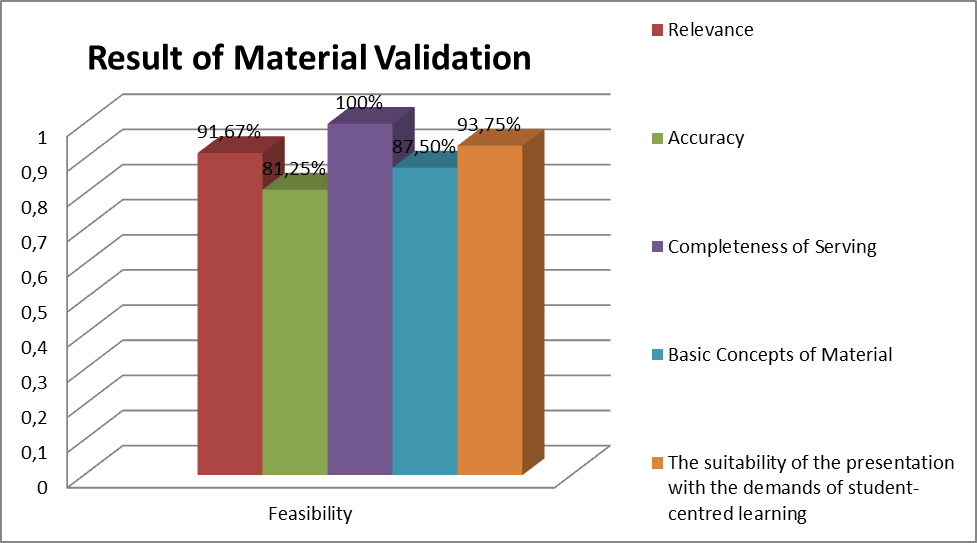 Result of Material Validation
91,67%
81,25%
100%
87,50%
93,75%
1
0,9
0,8
0,7
0,6
0,5
0,4
0,3
0,2
0,1
0
Feasibility
Relevance
Accuracy
Completeness of Serving
Basic Concepts of Material
The suitability of the presentation
with the demands of student-
centred learning